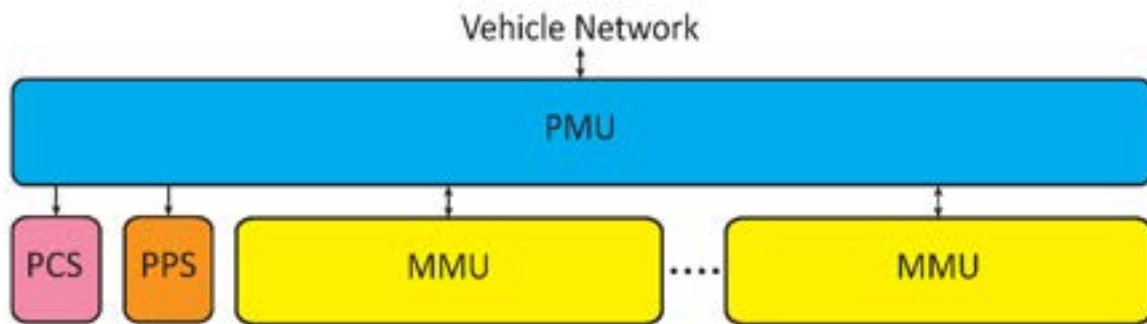 Vehicle Network
PMU
PCS PPS MMU ..... MMU